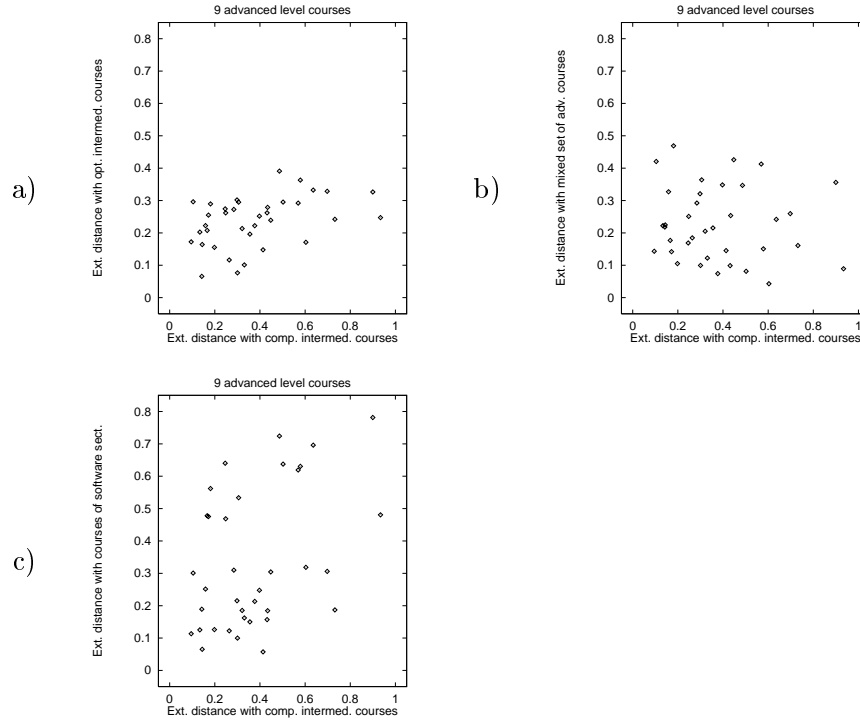 a)
9 advanced level courses
Ext. distance with opt. intermed. courses
0.8
0.7
0.6
0.5
0.4
0.3
0.2
0.1
0
0 0.2 0.4 0.6 0.8 1
Ext. distance with comp. intermed. courses
b)
9 advanced level courses
Ext. distance with mixed set of adv. courses
0.8
0.7
0.6
0.5
0.4
0.3
0.2
0.1
0
0 0.2 0.4 0.6 0.8 1
Ext. distance with comp. intermed. courses
c)
9 advanced level courses
Ext. distance with courses of software sect.
0.8
0.7
0.6
0.5
0.4
0.3
0.2
0.1
0
0 0.2 0.4 0.6 0.8 1
Ext. distance with comp. intermed. courses